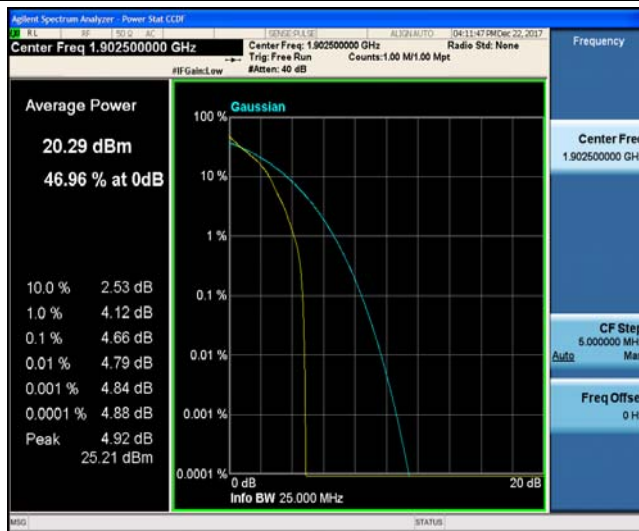 Agilent Spectrum Analyzer - Power Stat CCDF
RL RF 50 Ω AC SENSE:PULSE ALIGNAUTO 04:11:47 PM Dec 22, 2017
Center Freq 1.902500000 GHz
Center Freq: 1.902500000 GHz Radio Std: None
Trig: Free Run Counts:1.00 M/1.00 Mpt
#IFGain:Low #Atten: 40 dB
Frequency
Average Power
20.29 dBm
46.96 % at 0dB
10.0 % 2.53 dB
1.0 % 4.12 dB
0.1 % 4.66 dB
0.01 % 4.79 dB
0.001 % 4.84 dB
0.0001 % 4.88 dB
Peak 4.92 dB
25.21 dBm
Gaussian
100 %
10 %
1 %
0.1 %
0.01 %
0.001 %
0.0001 %
0 dB 20 dB
Info BW 25.000 MHz
Center Fre
1.902500000 GH
CF Step
5.000000 MH
Auto Ma
Freq Offse
0 H
MSG STATUS